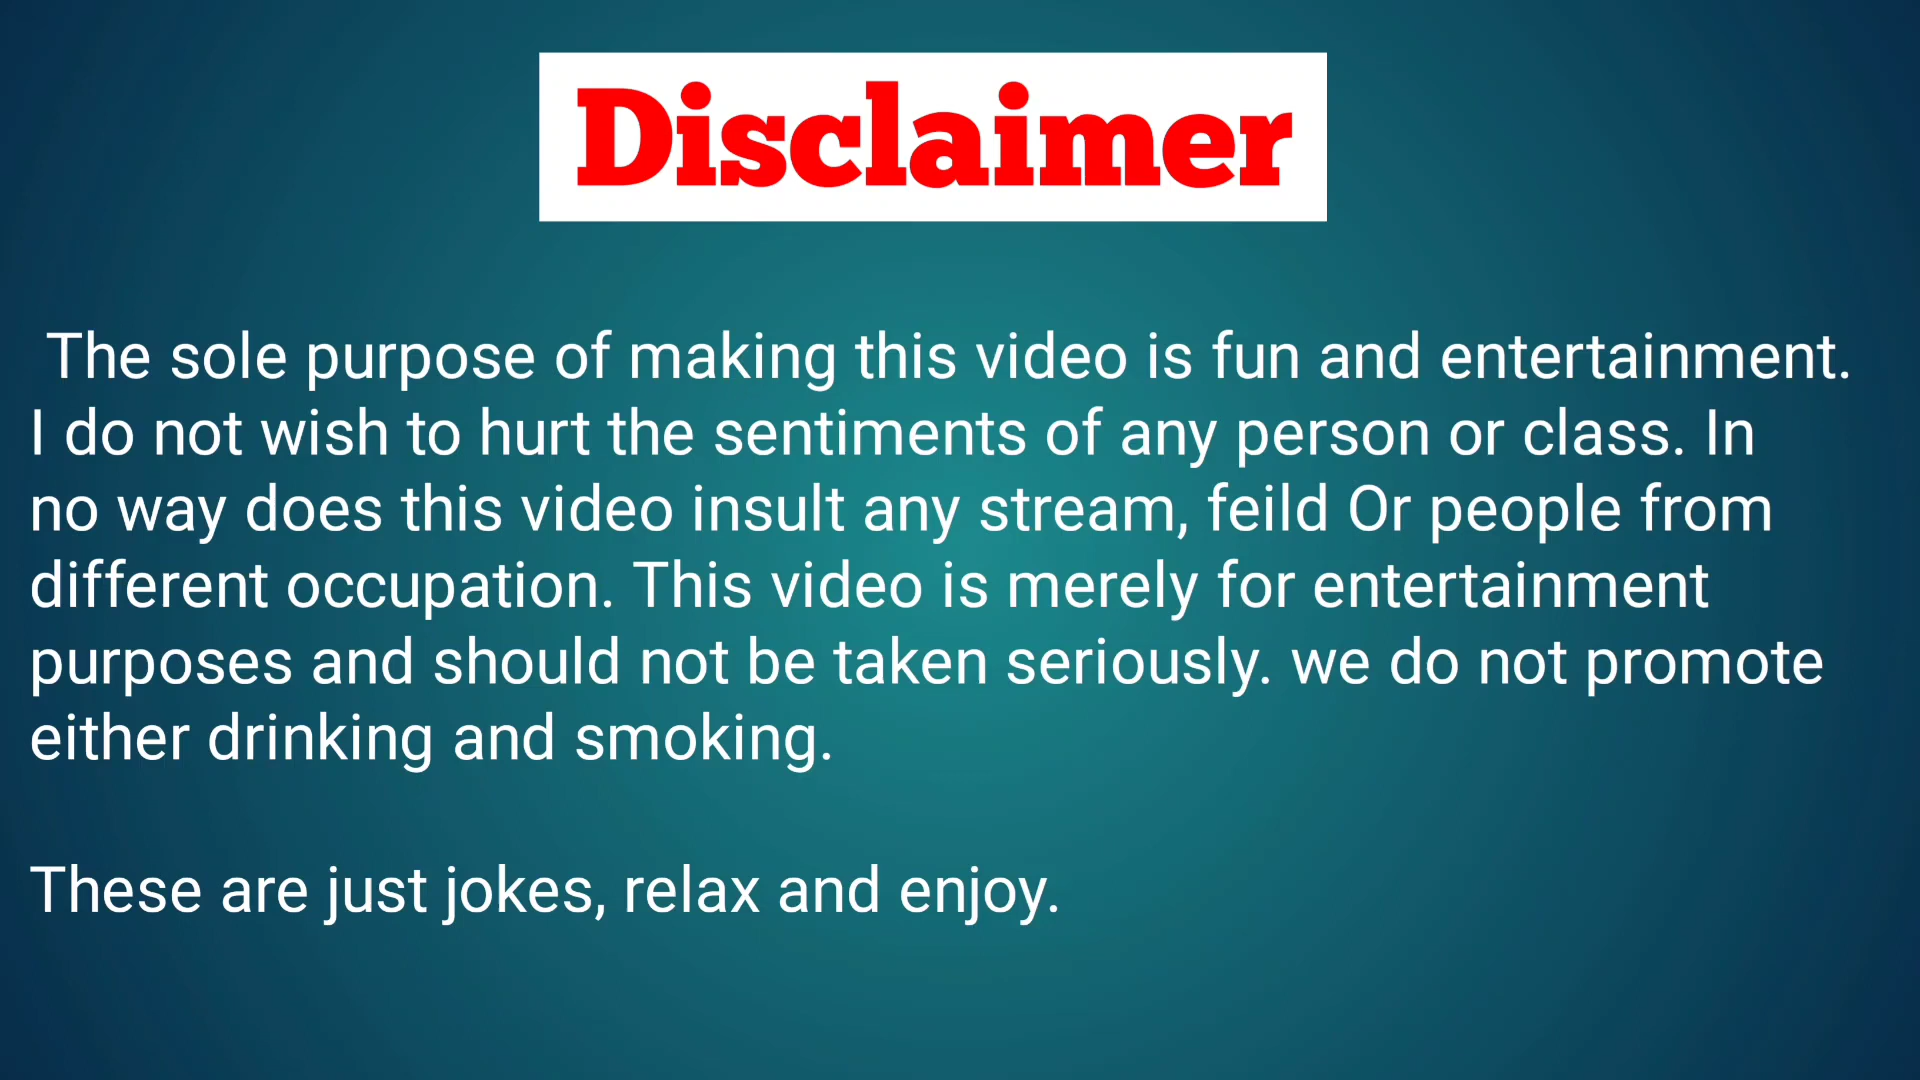 Disclaimer
The sole purpose of making this video is fun and entertainment.
I do not wish to hurt the sentiments of any person or class. In
no way does this video insult any stream, feild Or people from
different occupation. This video is merely for entertainment
purposes and should not be taken seriously. we do not promote
either drinking and smoking.
These are just jokes, relax and enjoy.